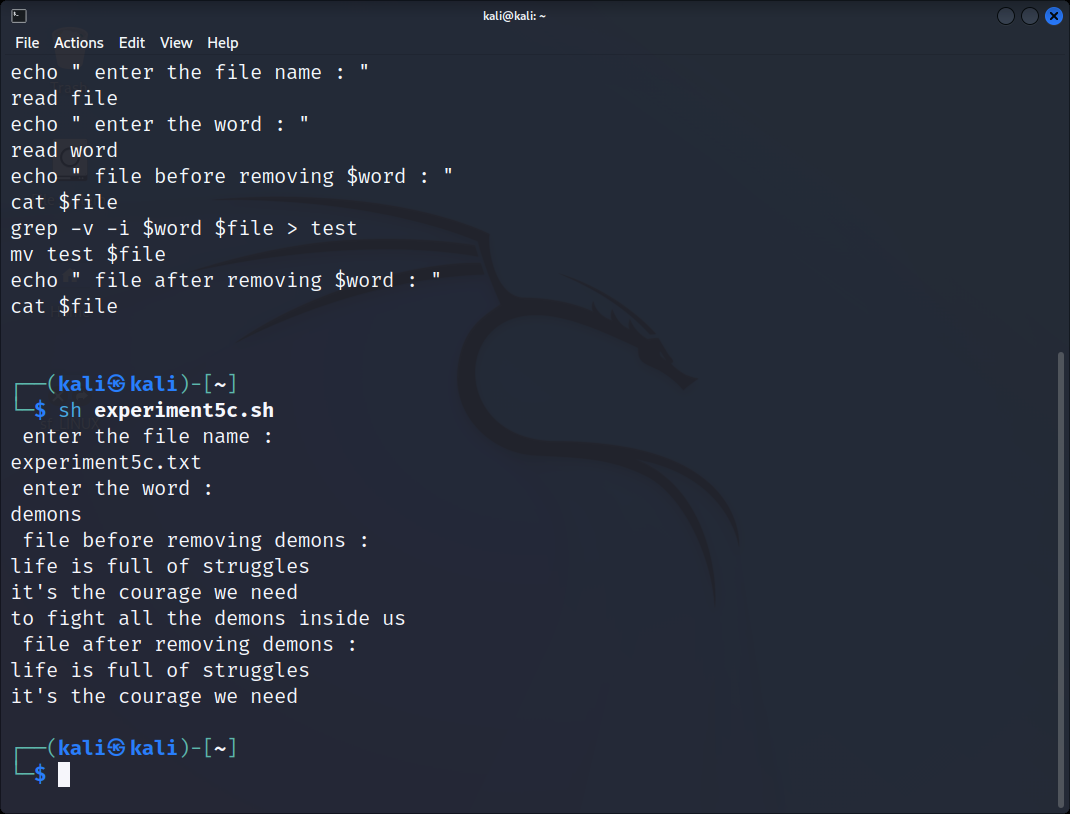 kali@kali: ~
File Actions Edit View Help
echo " enter the file name : "
read file
echo " enter the word : "
read word
echo " file before removing $word : "
cat $file
grep -v -i $word $file > test
mv test $file
echo " file after removing $word : "
cat $file
┌──(kali㉿kali)-[~]
└─$ sh experiment5c.sh
 enter the file name :
experiment5c.txt
 enter the word :
demons
 file before removing demons :
life is full of struggles
it's the courage we need
to fight all the demons inside us
 file after removing demons :
life is full of struggles
it's the courage we need
┌──(kali㉿kali)-[~]
└─$